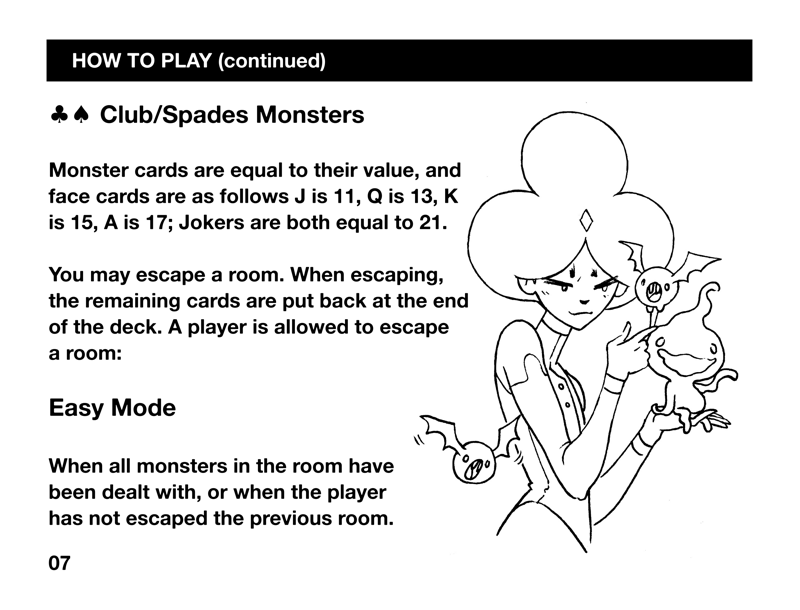 HOW TO PLAY (continued)
♣♠ Club/Spades Monsters
Monster cards are equal to their value, and
face cards are as follows J is 11, Q is 13, K
is 15, A is 17; Jokers are both equal to 21.
You may escape a room. When escaping,
the remaining cards are put back at the end
of the deck. A player is allowed to escape
a room:
Easy Mode
When all monsters in the room have
been dealt with, or when the player
has not escaped the previous room.
07